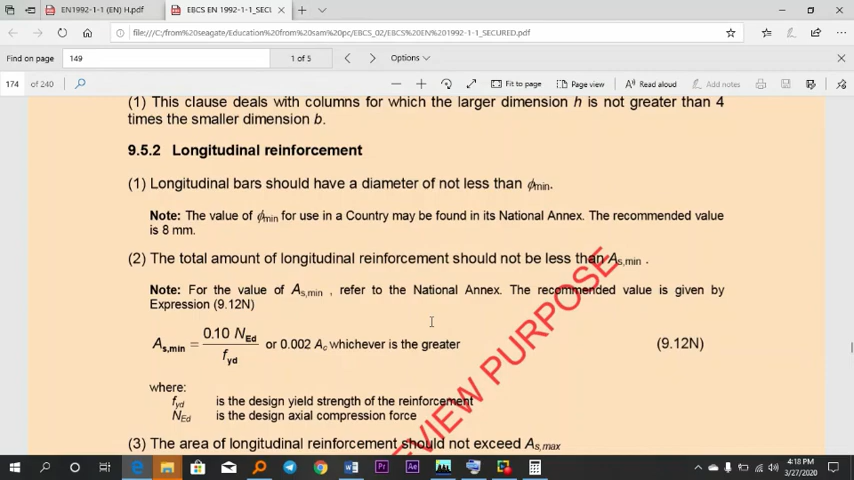 EN1992-1-1 (EN) H.pdf
EBCS EN 1992-1-1_SECU
file:///C:/from%20seagate/Education%20from%20sam%20pc/EBCS_02/EBCS%20EN%201992-1-1_SECURED.pdf
Find on page
149
1 of 5
Options
174 of 240
Fit to page
Page view
Read aloud
Add notes
(1) This clause deals with columns for which the larger dimension h is not greater than 4
times the smaller dimension b.
9.5.2 Longitudinal reinforcement
(1) Longitudinal bars should have a diameter of not less than ϕmin.
Note: The value of ϕmin for use in a Country may be found in its National Annex. The recommended value
is 8 mm.
(2) The total amount of longitudinal reinforcement should not be less than As,min .
Note: For the value of As,min , refer to the National Annex. The recommended value is given by
Expression (9.12N)
As,min = 0.10 NEd / fyd or 0.002 Ac whichever is the greater (9.12N)
where:
fyd is the design yield strength of the reinforcement
NEd is the design axial compression force
(3) The area of longitudinal reinforcement should not exceed As,max
EVIEW PURPOSE
4:18 PM
3/27/2020